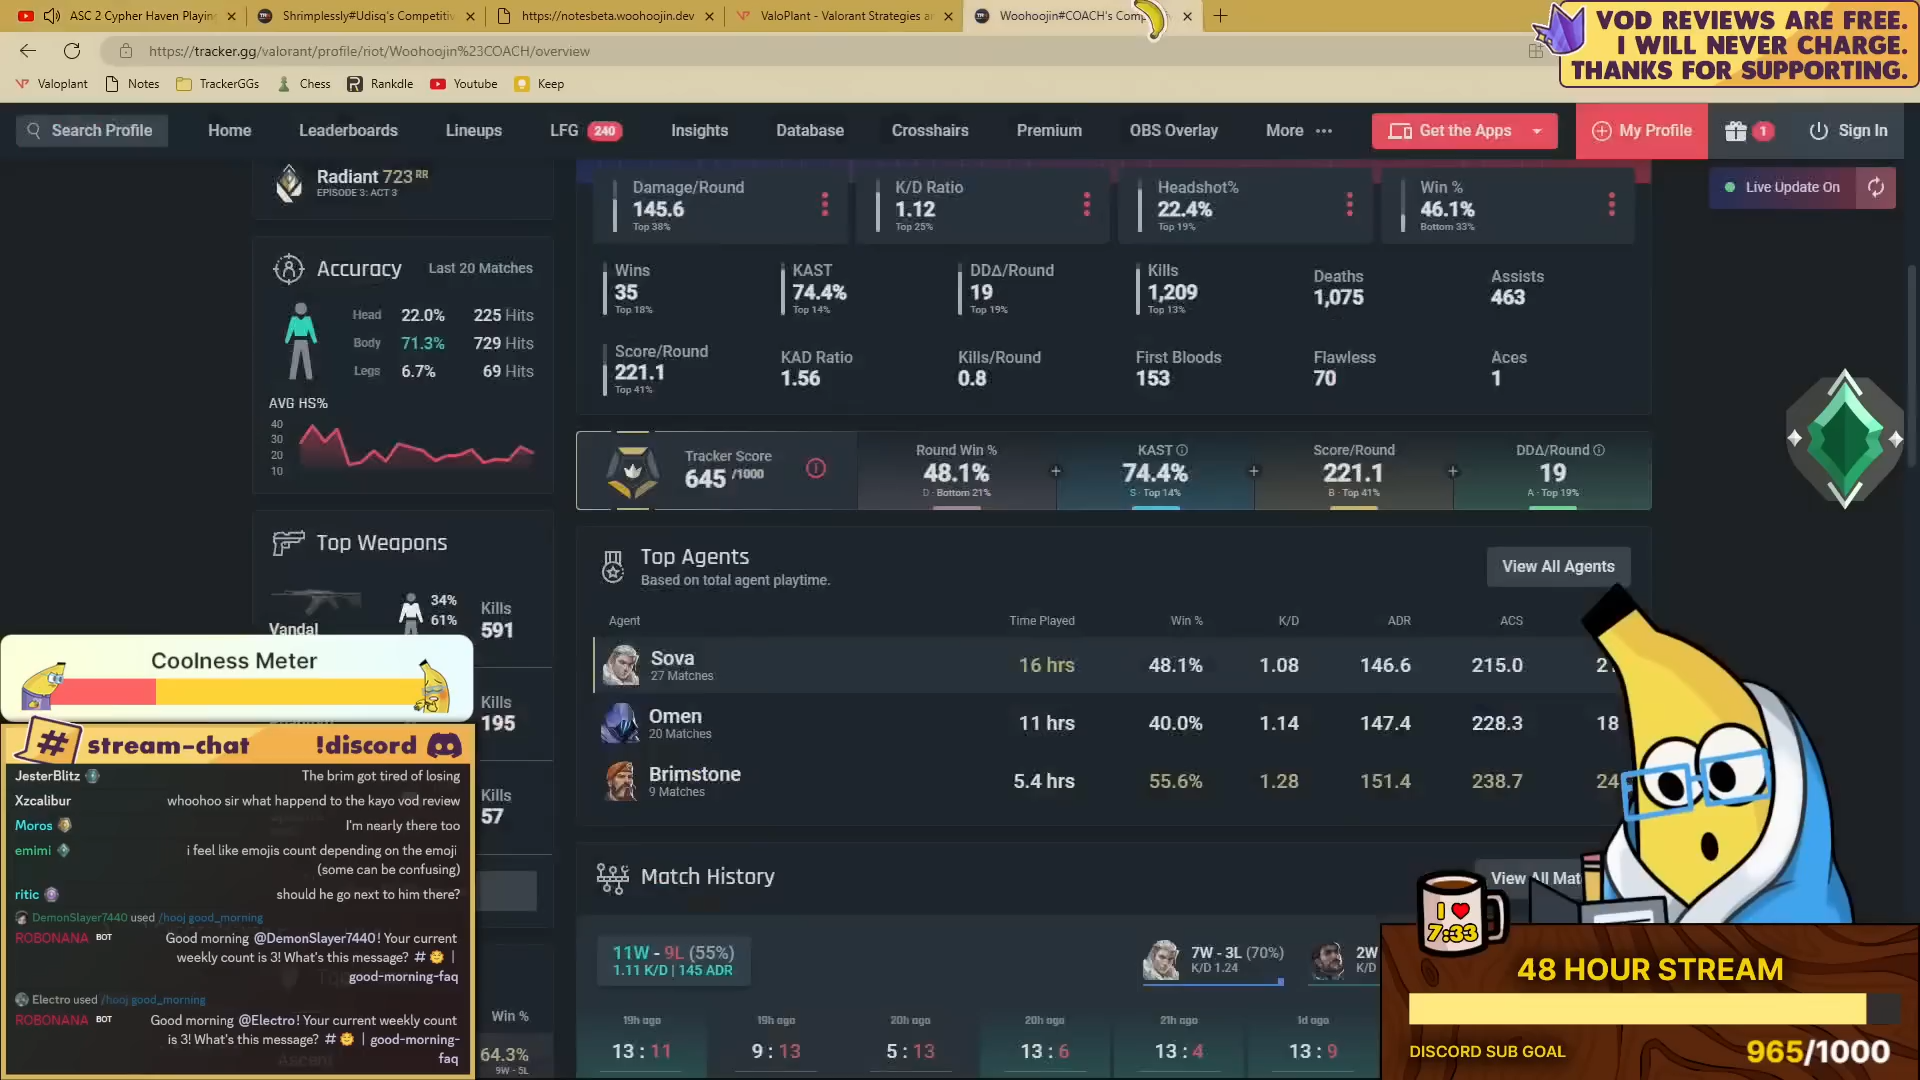 ASC 2 Cypher Haven Playin
Shrimplessly#Udisq's Competitiv
https://notesbeta.woohoojin.dev
ValoPlant - Valorant Strategies a
Woohoojin#COACH's Comp
https://tracker.gg/valorant/profile/riot/Woohoojin%23COACH/overview
Valoplant
Notes
TrackerGGs
Chess
Rankdle
YouTube
Keep
VOD REVIEWS ARE FREE.
I WILL NEVER CHARGE.
THANKS FOR SUPPORTING.
Search Profile
Home
Leaderboards
Lineups
LFG 240
Insights
Database
Crosshairs
Premium
OBS Overlay
More
Get the Apps
My Profile
1
Sign In
Live Update On
Radiant 723 RR
EPISODE 3: ACT 3
Damage/Round
145.6
Top 38%
K/D Ratio
1.12
Top 25%
Headshot%
22.4%
Top 19%
Win %
46.1%
Bottom 33%
Wins
35
Top 18%
KAST
74.4%
Top 14%
DDΔ/Round
19
Top 19%
Kills
1,209
Top 13%
Deaths
1,075
Assists
463
Score/Round
221.1
Top 41%
KAD Ratio
1.56
Kills/Round
0.8
First Bloods
153
Flawless
70
Aces
1
Accuracy Last 20 Matches
Head 22.0% 225 Hits
Body 71.3% 729 Hits
Legs 6.7% 69 Hits
AVG HS%
40
30
20
10
Tracker Score
645 /1000
Round Win %
48.1%
D - Bottom 21%
+
KAST
74.4%
S - Top 14%
+
Score/Round
221.1
B - Top 41%
+
DDΔ/Round
19
A - Top 19%
Top Weapons
Vandal
34%
61%
Kills
591
Kills
195
Kills
57
Top Agents
Based on total agent playtime.
View All Agents
Agent Time Played Win % K/D ADR ACS
Sova 16 hrs 48.1% 1.08 146.6 215.0
27 Matches
Omen 11 hrs 40.0% 1.14 147.4 228.3 18
20 Matches
Brimstone 5.4 hrs 55.6% 1.28 151.4 238.7 24
9 Matches
Match History
View All Mat
11W - 9L (55%)
1.11 K/D | 145 ADR
7W - 3L (70%)
K/D 1.24
2W
K/D
19h ago
13 : 11
19h ago
9 : 13
20h ago
5 : 13
20h ago
13 : 6
21h ago
13 : 4
1d ago
13 : 9
Win %
64.3%
9W - 5L
Coolness Meter
# stream-chat !discord
JesterBlitz The brim got tired of losing
Xzcalibur whoohoo sir what happend to the kayo vod review
Moros I'm nearly there too
emimi i feel like emojis count depending on the emoji
(some can be confusing)
ritic should he go next to him there?
DemonSlayer7440 used /hooj good_morning
ROBONANA BOT Good morning @DemonSlayer7440! Your current
weekly count is 3! What's this message? # 🌞 |
good-morning-faq
Electro used /hooj good_morning
ROBONANA BOT Good morning @Electro! Your current weekly count
is 3! What's this message? # 🌞 | good-morning-
faq
I ❤
7:33
48 HOUR STREAM
DISCORD SUB GOAL
965/1000